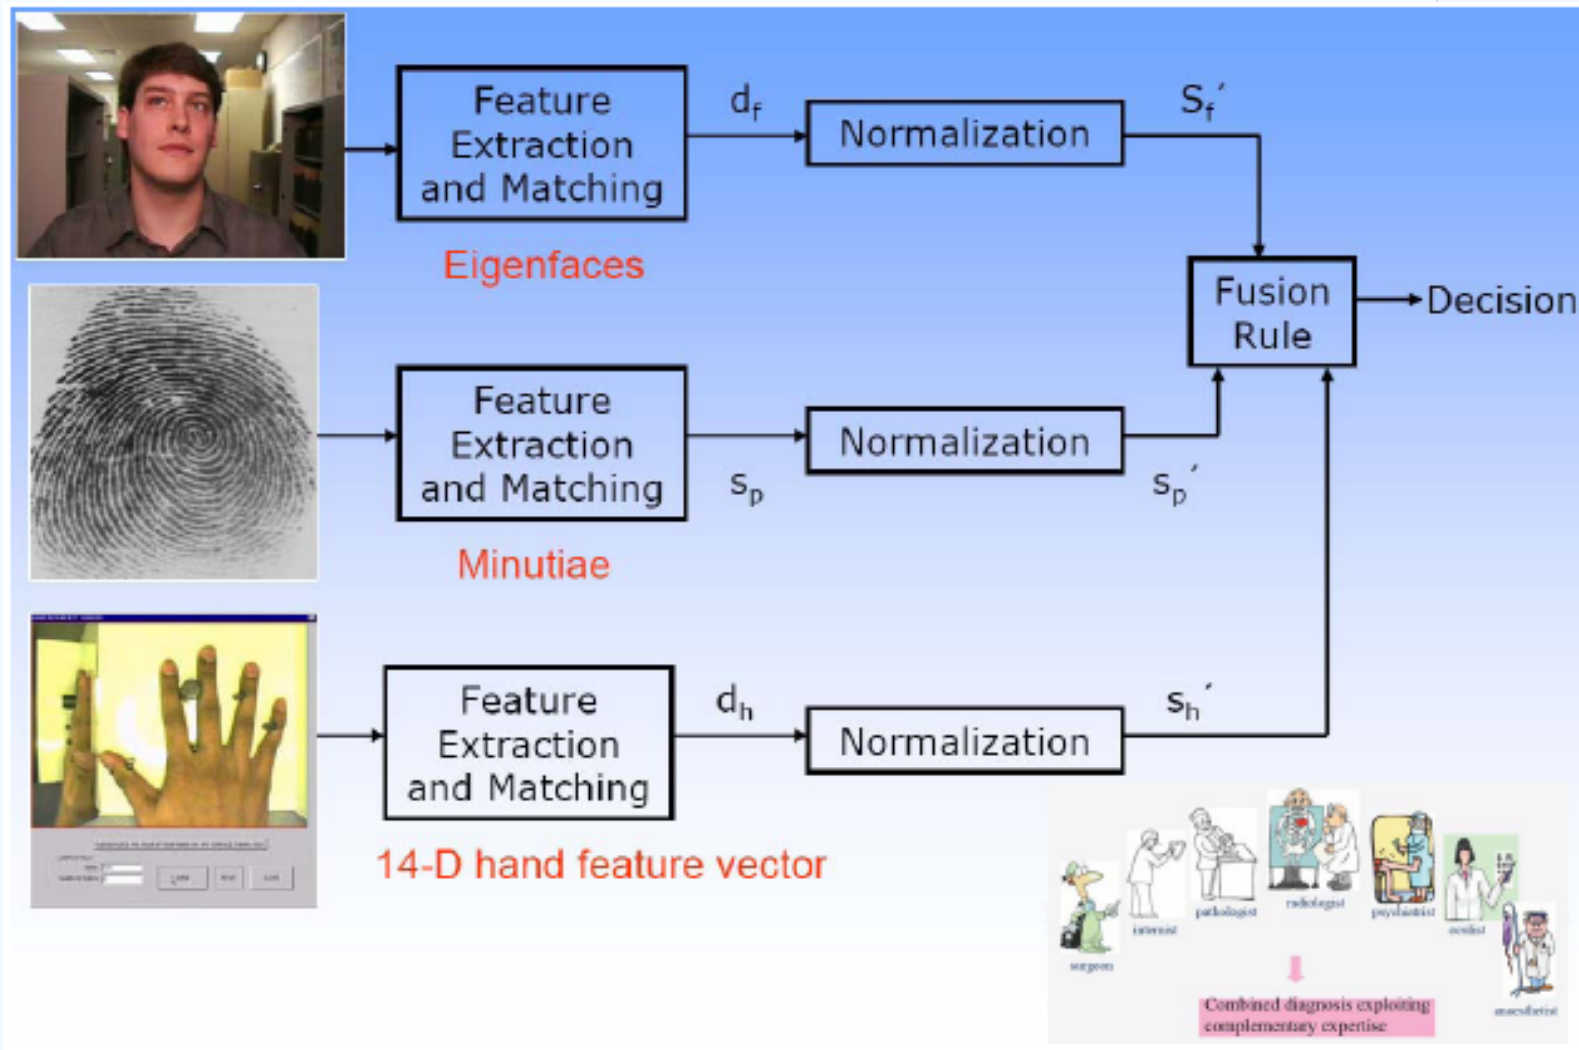 Feature
Extraction
and Matching
d_f
Normalization
S_f´
Eigenfaces
Fusion
Rule
Decision
Feature
Extraction
and Matching
s_p
Normalization
s_p´
Minutiae
Feature
Extraction
and Matching
d_h
Normalization
s_h´
14-D hand feature vector
surgeon
internist
pathologist
radiologist
psychiatrist
oculist
anaesthetist
Combined diagnosis exploiting
complementary expertise